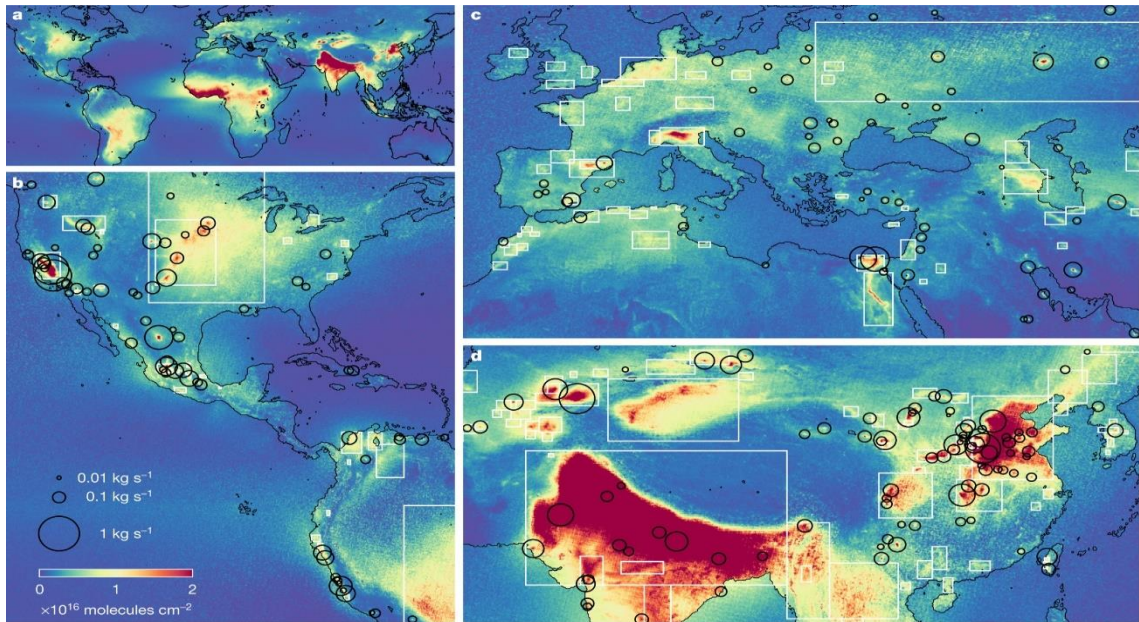 a
b
0.01 kg s⁻¹
0.1 kg s⁻¹
1 kg s⁻¹
0 1 2
×10¹⁶ molecules cm⁻²
c
d